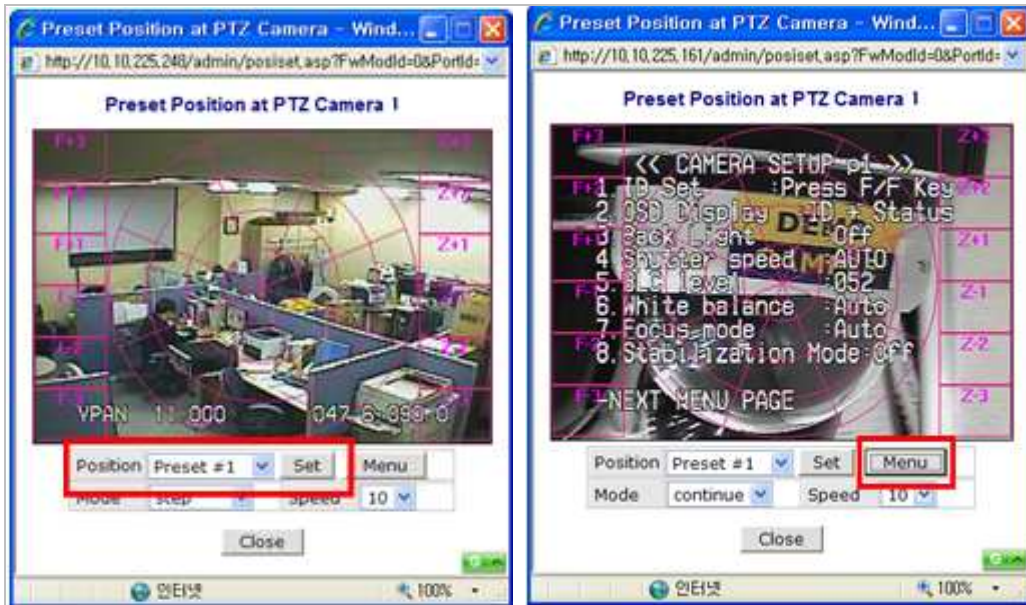 Preset Position at PTZ Camera - Wind...
http://10.10.225.248/admin/posiset.asp?FwModId=0&PortId=
Preset Position at PTZ Camera 1
F+3
Z+2
F+1
Z+1
F-2
F-3
VPAN 11.000
Position Preset #1 Set Menu
Mode step Speed 10
Close
인터넷 100%
Preset Position at PTZ Camera - Wind...
http://10.10.225.161/admin/posiset.asp?FwModId=0&PortId=
Preset Position at PTZ Camera 1
F+3 Z+3
<< CAMERA SETUP p1 >>
1.ID Set :Press F/F Key
2.OSD Display ID + Status
3.Back Light Off
4.Shutter speed :AUTO
5.BLC level :052
6.White balance :Auto
7.Focus mode :Auto
8.Stabilization Mode:Off
NEXT MENU PAGE
Z+1
Z-1
Z-2
Z-3
Position Preset #1 Set Menu
Mode continue Speed 10
Close
인터넷 100%